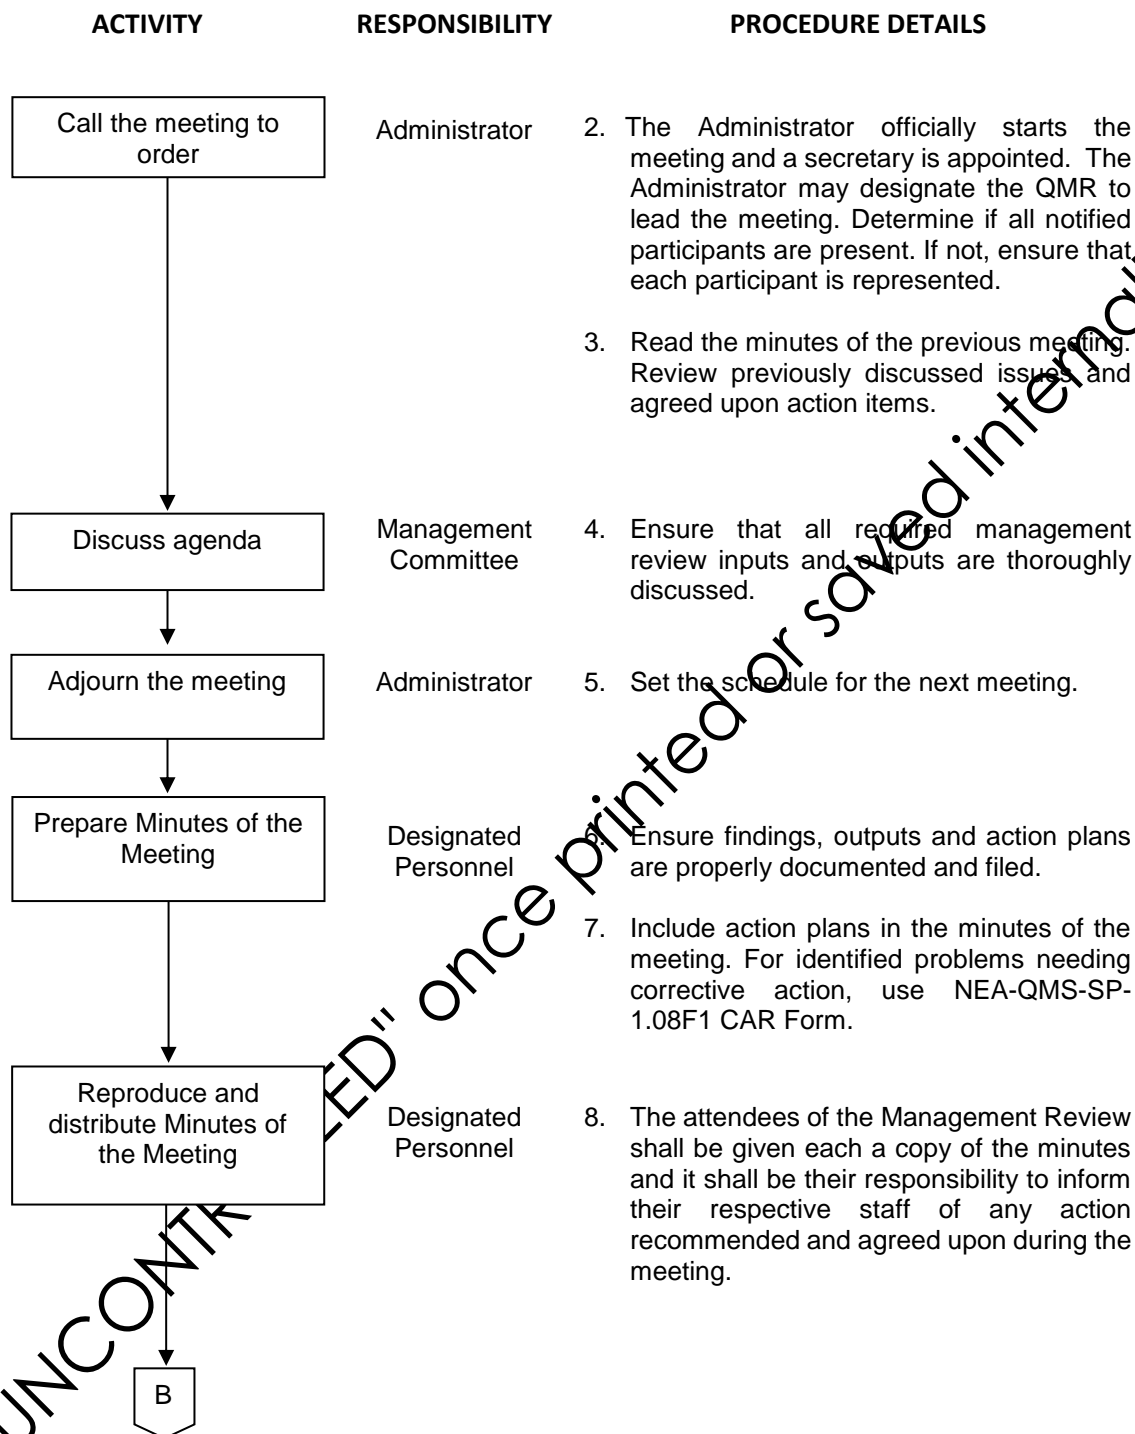 ACTIVITY RESPONSIBILITY PROCEDURE DETAILS
Call the meeting to
order
Administrator
2. The Administrator officially starts the
meeting and a secretary is appointed. The
Administrator may designate the QMR to
lead the meeting. Determine if all notified
participants are present. If not, ensure that
each participant is represented.
3. Read the minutes of the previous meeting.
Review previously discussed issues and
agreed upon action items.
Discuss agenda
Management
Committee
4. Ensure that all required management
review inputs and outputs are thoroughly
discussed.
Adjourn the meeting
Administrator
5. Set the schedule for the next meeting.
Prepare Minutes of the
Meeting
Designated
Personnel
6. Ensure findings, outputs and action plans
are properly documented and filed.
7. Include action plans in the minutes of the
meeting. For identified problems needing
corrective action, use NEA-QMS-SP-
1.08F1 CAR Form.
Reproduce and
distribute Minutes of
the Meeting
Designated
Personnel
8. The attendees of the Management Review
shall be given each a copy of the minutes
and it shall be their responsibility to inform
their respective staff of any action
recommended and agreed upon during the
meeting.
B
once printed or saved